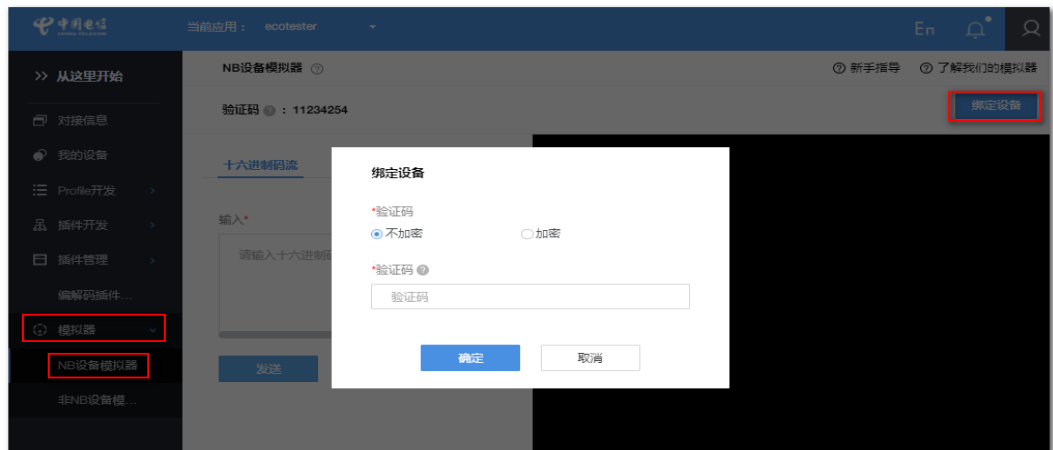 中国电信
当前应用： ecotester
En
>> 从这里开始
NB设备模拟器
新手指导
了解我们的模拟器
验证码 ：11234254
绑定设备
对接信息
我的设备
Profile开发
插件开发
插件管理
编解码插件...
模拟器
NB设备模拟器
非NB设备模...
十六进制码流
输入*
请输入十六进制码
发送
绑定设备
*验证码
不加密
加密
*验证码
验证码
确定
取消